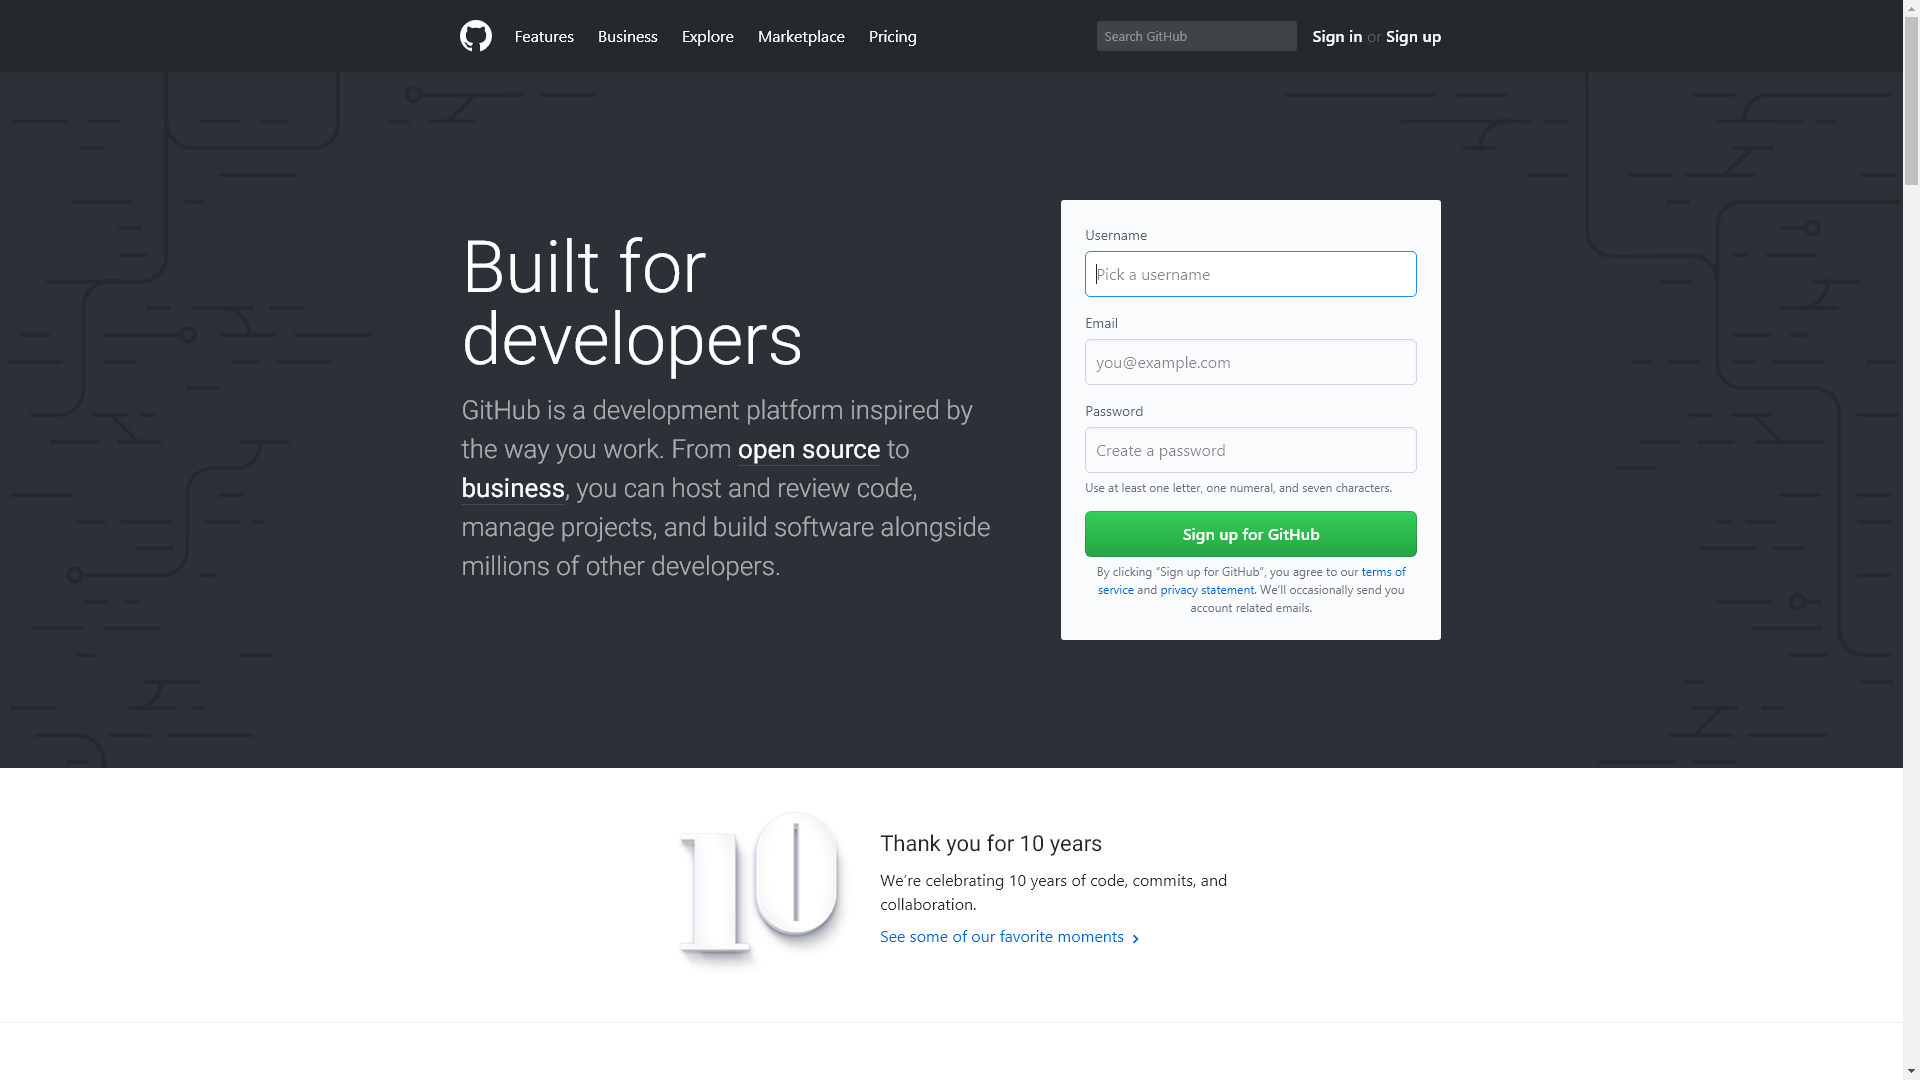 Features Business Explore Marketplace Pricing Search GitHub Sign in or Sign up
Built for
developers
GitHub is a development platform inspired by
the way you work. From open source to
business, you can host and review code,
manage projects, and build software alongside
millions of other developers.
Username
Pick a username
Email
you@example.com
Password
Create a password
Use at least one letter, one numeral, and seven characters.
Sign up for GitHub
By clicking “Sign up for GitHub”, you agree to our terms of
service and privacy statement. We’ll occasionally send you
account related emails.
10
Thank you for 10 years
We’re celebrating 10 years of code, commits, and
collaboration.
See some of our favorite moments